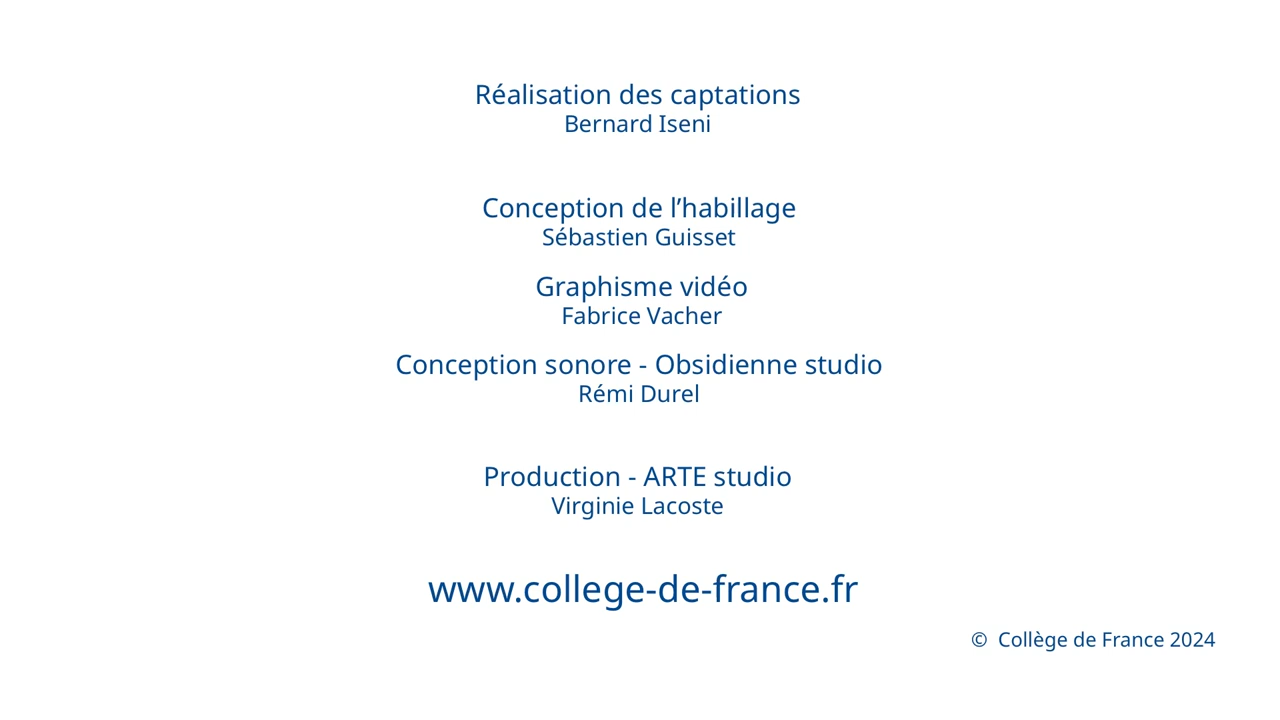 Réalisation des captations
Bernard Iseni
Conception de l’habillage
Sébastien Guisset
Graphisme vidéo
Fabrice Vacher
Conception sonore - Obsidienne studio
Rémi Durel
Production - ARTE studio
Virginie Lacoste
www.college-de-france.fr
© Collège de France 2024